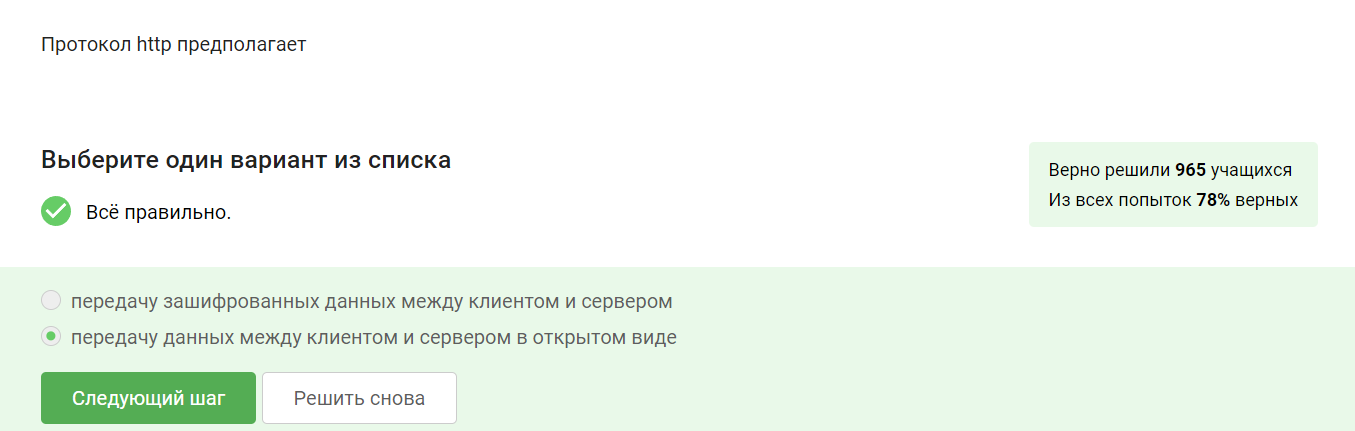 Протокол http предполагает
Выберите один вариант из списка
Верно решили 965 учащихся
Из всех попыток 78% верных
Всё правильно.
передачу зашифрованных данных между клиентом и сервером
передачу данных между клиентом и сервером в открытом виде
Следующий шаг
Решить снова